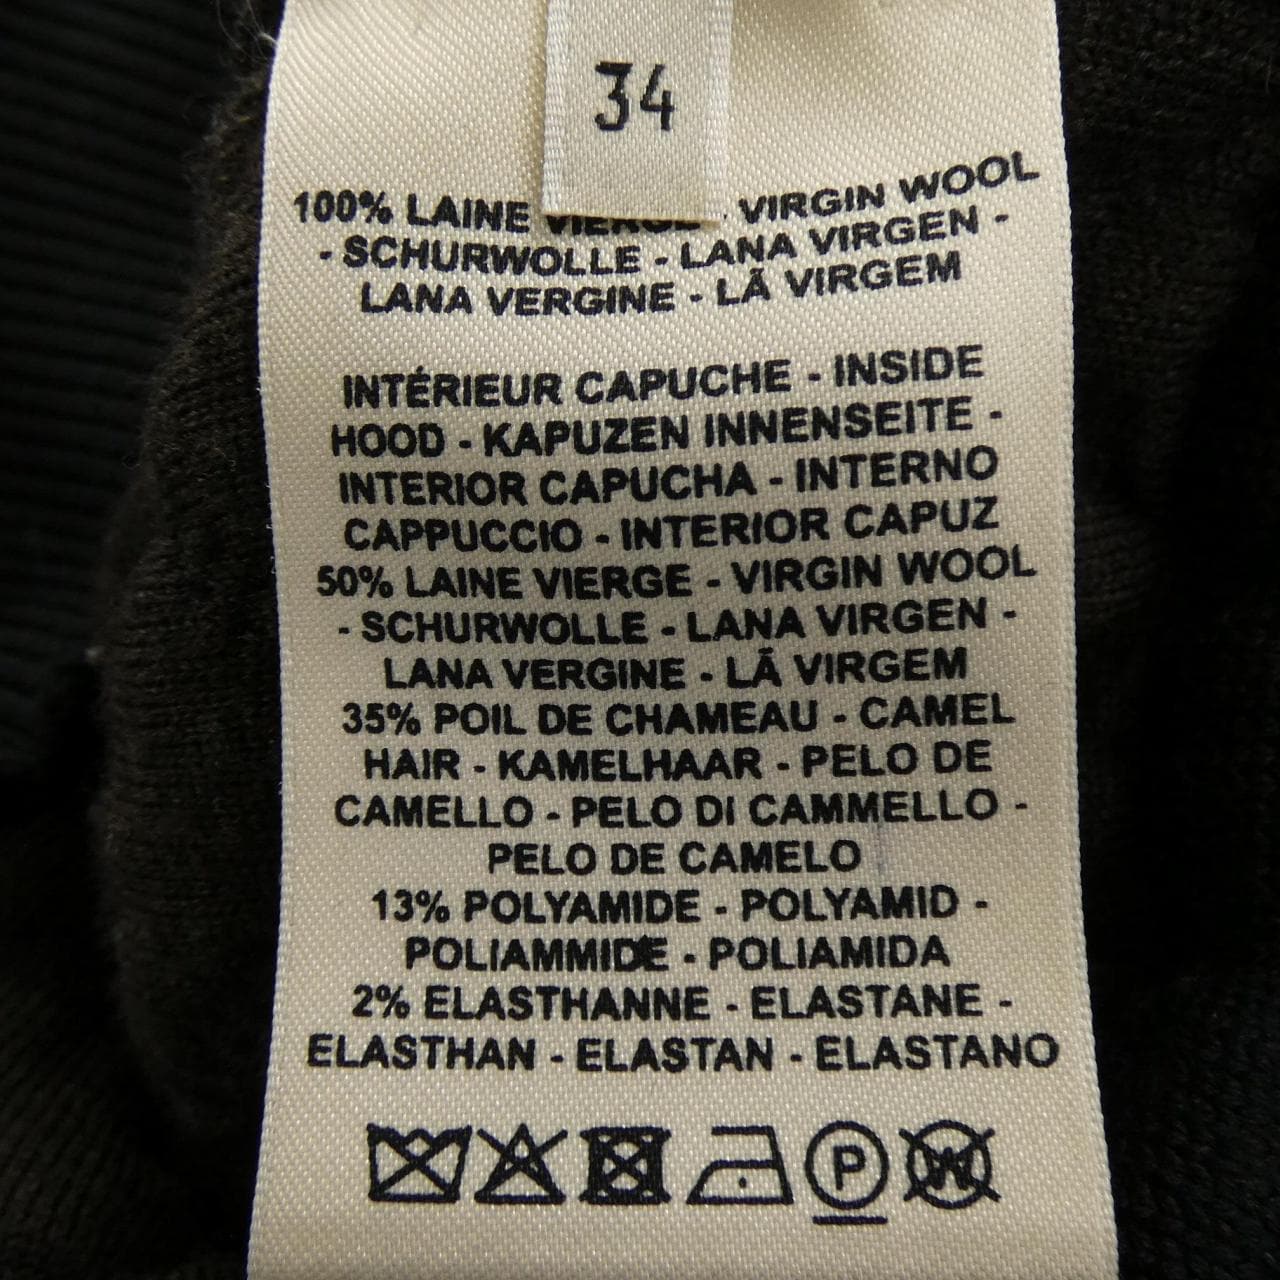 34
100% LAINE VIERGE - VIRGIN WOOL
- SCHURWOLLE - LANA VIRGEN -
LANA VERGINE - LÃ VIRGEM
INTÉRIEUR CAPUCHE - INSIDE
HOOD - KAPUZEN INNENSEITE -
INTERIOR CAPUCHA - INTERNO
CAPPUCCIO - INTERIOR CAPUZ
50% LAINE VIERGE - VIRGIN WOOL
- SCHURWOLLE - LANA VIRGEN -
LANA VERGINE - LÃ VIRGEM
35% POIL DE CHAMEAU - CAMEL
HAIR - KAMELHAAR - PELO DE
CAMELLO - PELO DI CAMMELLO -
PELO DE CAMELO
13% POLYAMIDE - POLYAMID -
POLIAMMIDE - POLIAMIDA
2% ELASTHANNE - ELASTANE -
ELASTHAN - ELASTAN - ELASTANO
P W